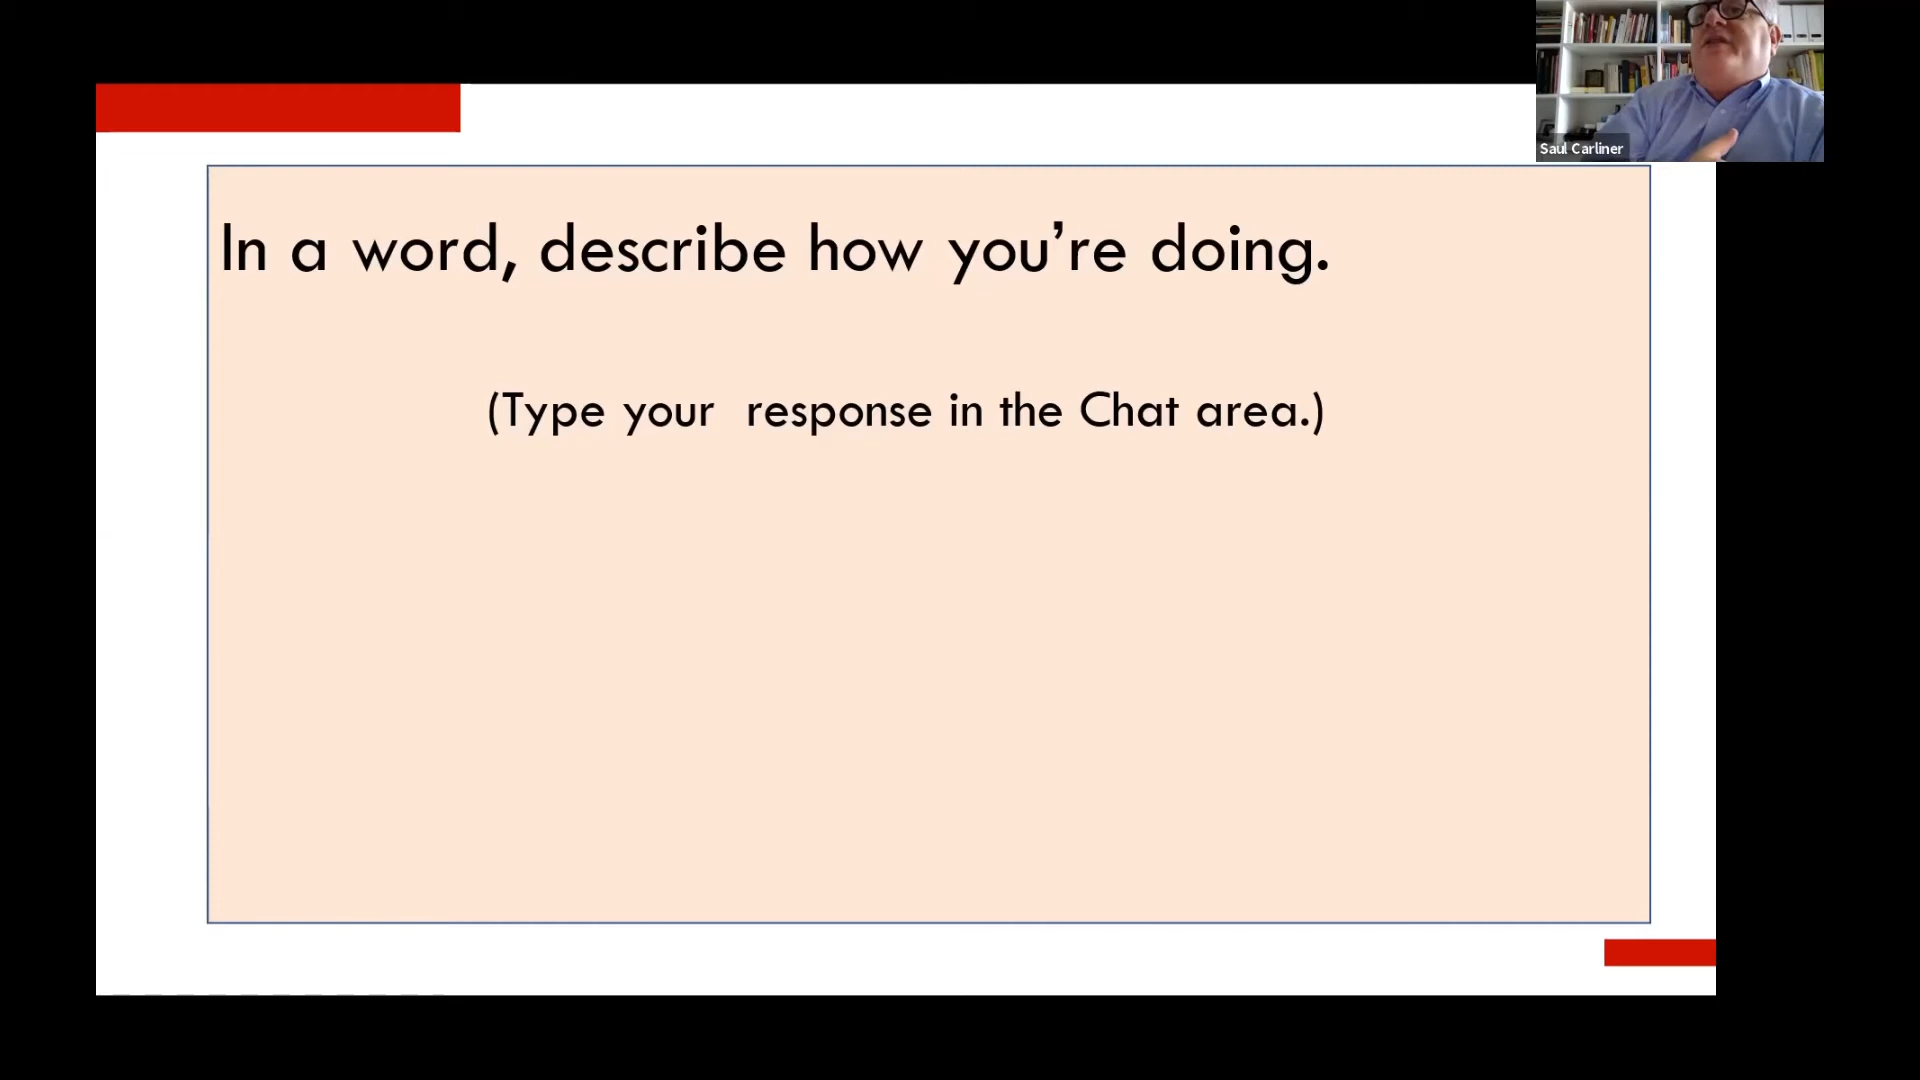 Saul Carliner
In a word, describe how you’re doing.
(Type your  response in the Chat area.)